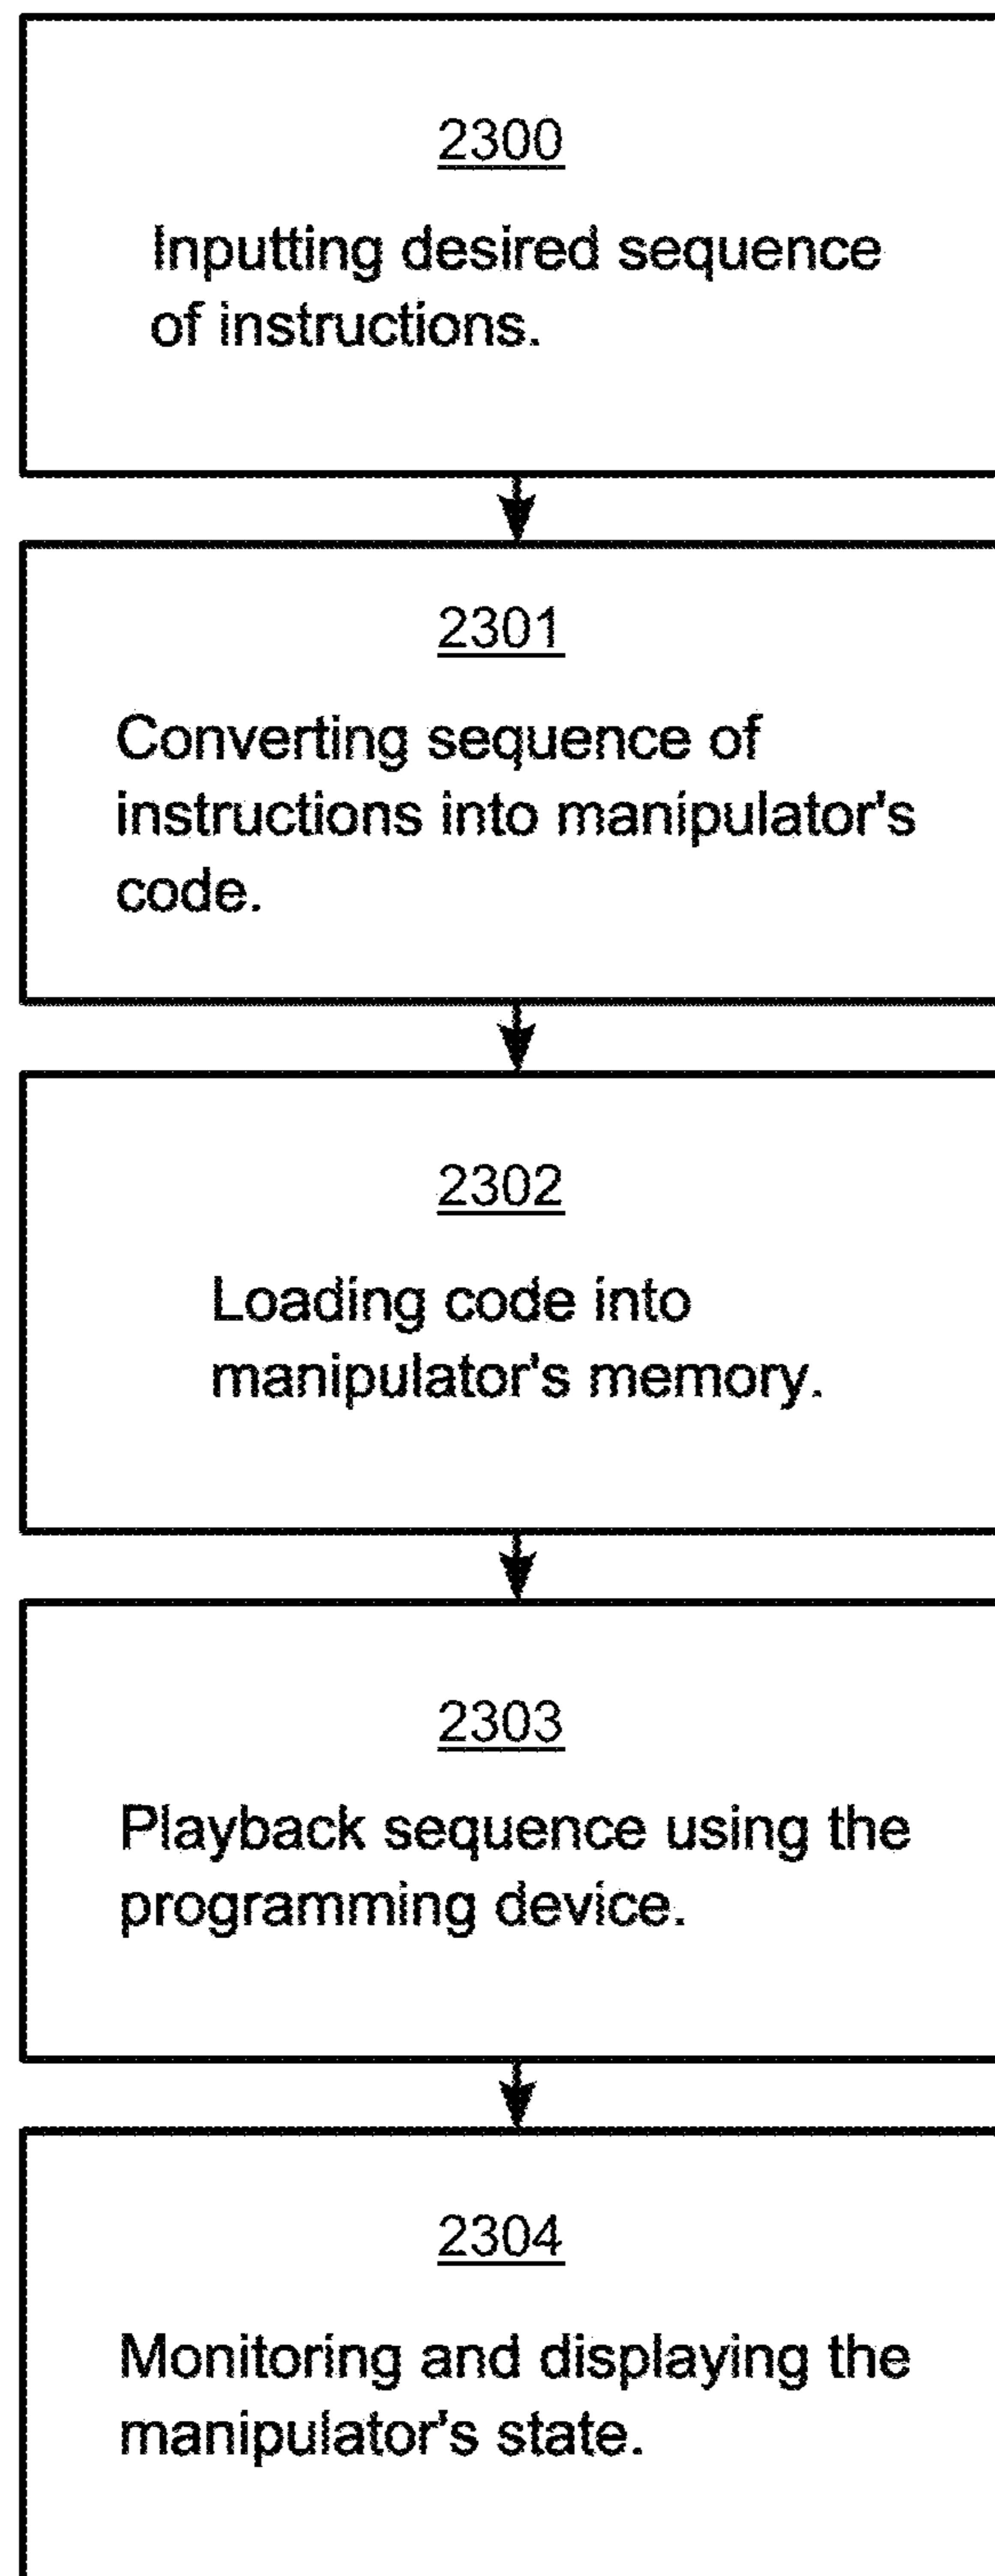 2300
Inputting desired sequence
of instructions.
2301
Converting sequence of
instructions into manipulator's
code.
2302
Loading code into
manipulator's memory.
2303
Playback sequence using the
programming device.
2304
Monitoring and displaying the
manipulator's state.